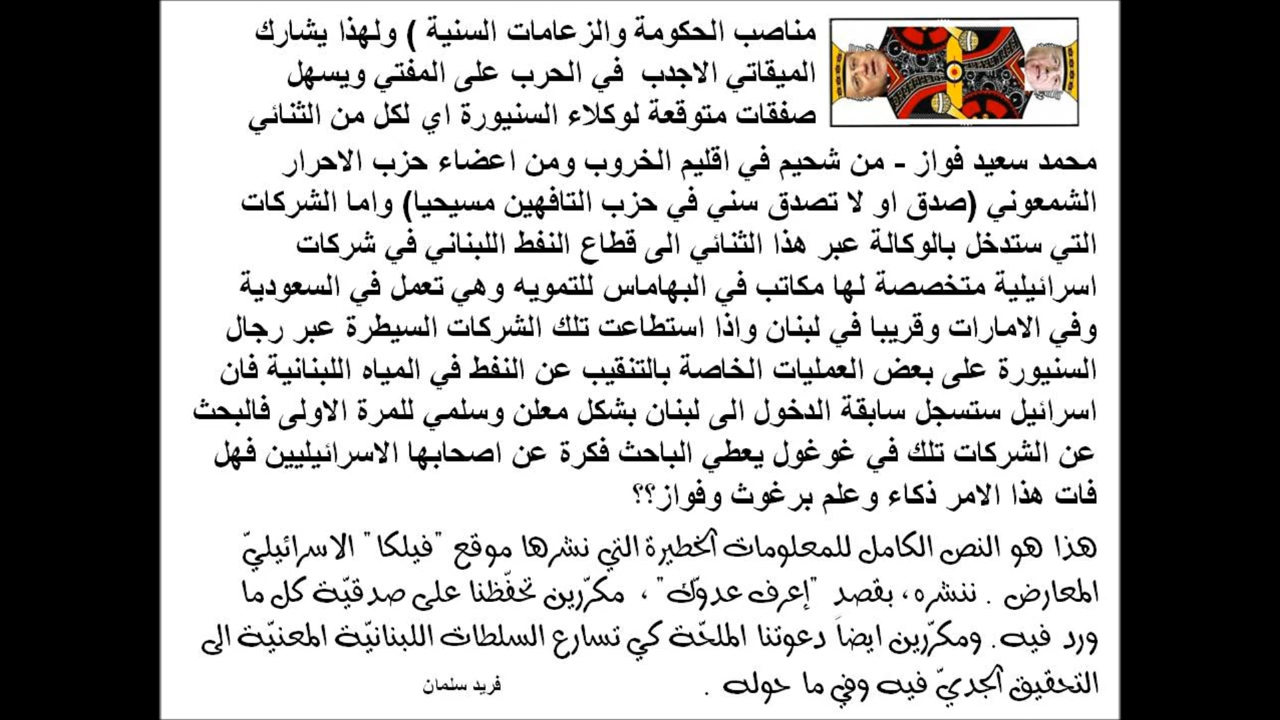 مناصب الحكومة والزعامات السنية ) ولهذا يشارك
الميقاتي الاجدب في الحرب على المفتي ويسهل
صفقات متوقعة لوكلاء السنيورة اي لكل من الثنائي
محمد سعيد فواز - من شحيم في اقليم الخروب ومن اعضاء حزب الاحرار
الشمعوني (صدق او لا تصدق سني في حزب التافهين مسيحيا) واما الشركات
التي ستدخل بالوكالة عبر هذا الثنائي الى قطاع النفط اللبناني في شركات
اسرائيلية متخصصة لها مكاتب في البهاماس للتمويه وهي تعمل في السعودية
وفي الامارات وقريبا في لبنان واذا استطاعت تلك الشركات السيطرة عبر رجال
السنيورة على بعض العمليات الخاصة بالتنقيب عن النفط في المياه اللبنانية فان
اسرائيل ستسجل سابقة الدخول الى لبنان بشكل معلن وسلمي للمرة الاولى فالبحث
عن الشركات تلك في غوغول يعطي الباحث فكرة عن اصحابها الاسرائيليين فهل
فات هذا الامر ذكاء وعلم برغوث وفواز؟؟
هذا هو النص الكامل للمعلومات الخطيرة التي نشرها موقع "فيلكا" الاسرائيليّ
المعارض . ننشره، بقصد "إعرف عدوّك" ، مكرّرين تحفّظنا على صدقيّة كل ما
ورد فيه. ومكرّرين ايضاً دعوتنا الملحّة كي تسارع السلطات اللبنانيّة المعنيّة الى
التحقيق الجديّ فيه وفي ما حوله .
فريد سلمان